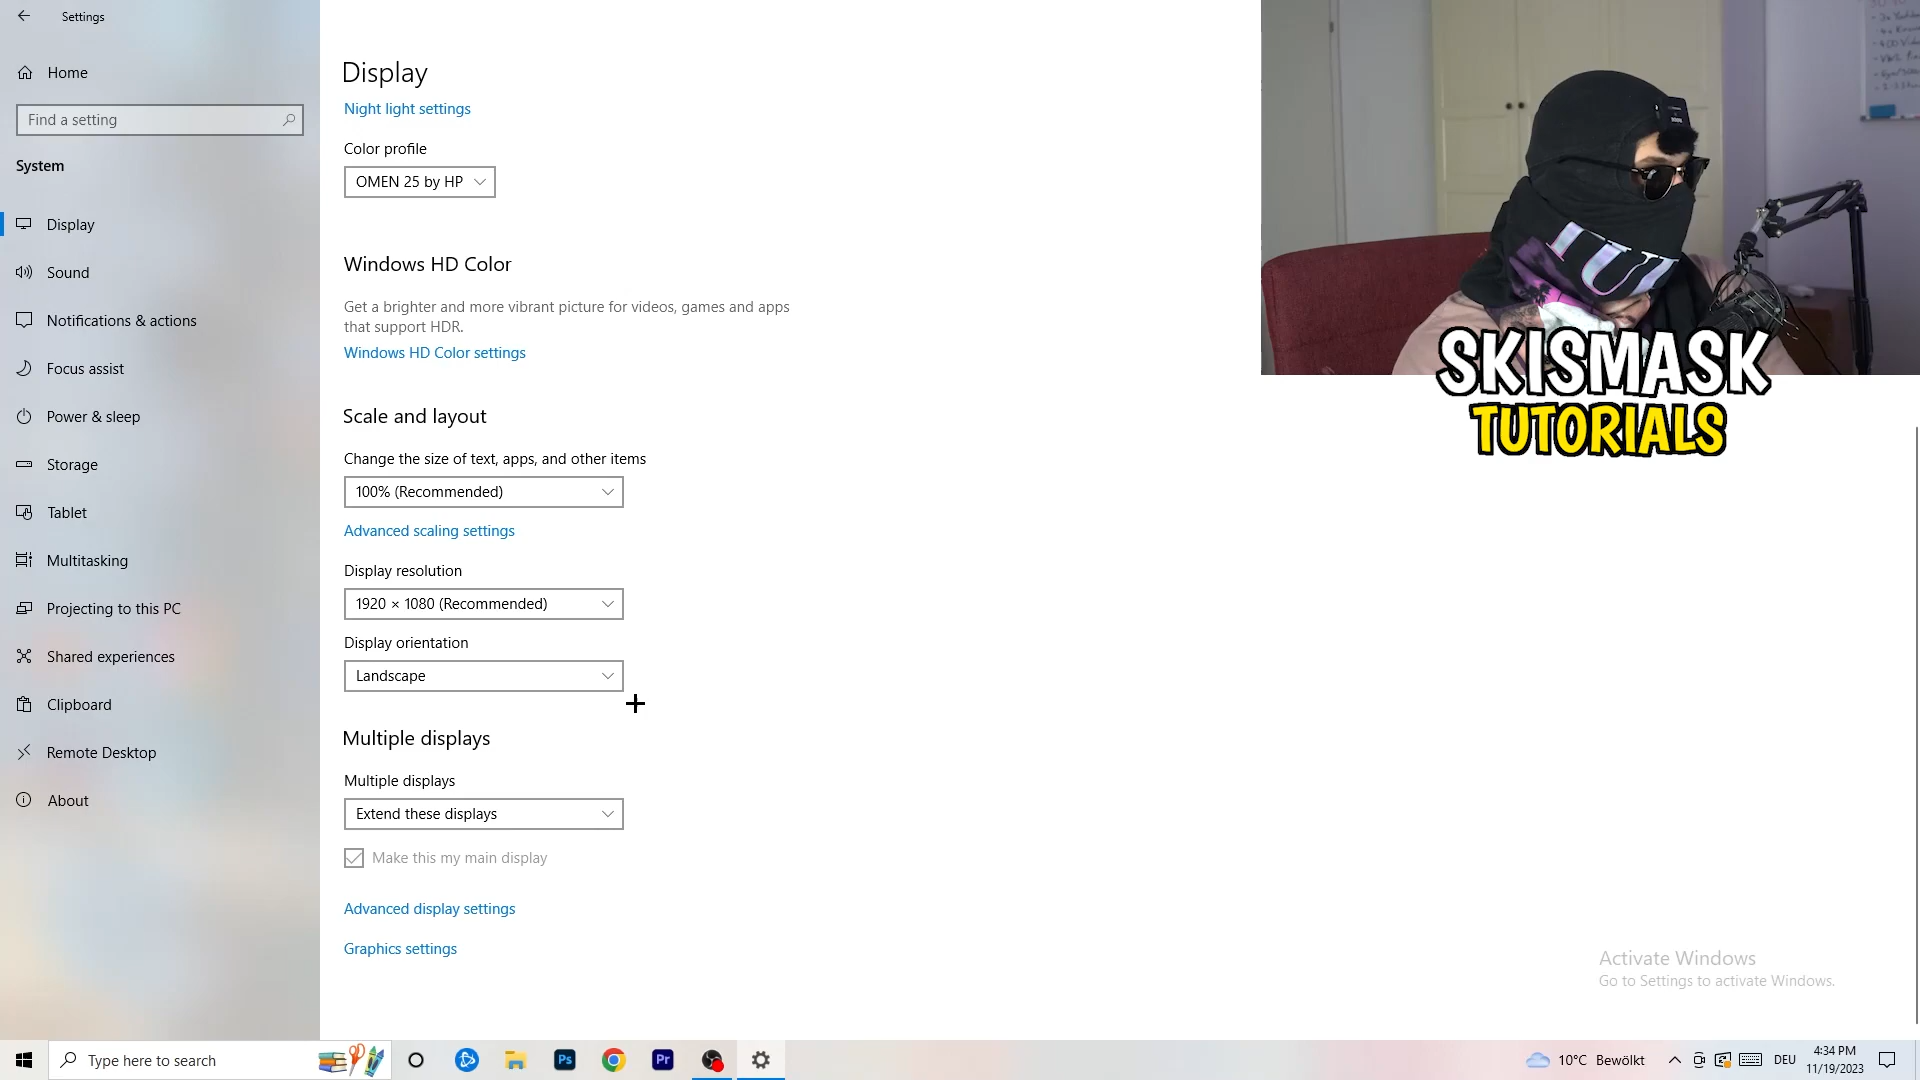 Settings
Home
Find a setting
System
Display
Sound
Notifications & actions
Focus assist
Power & sleep
Storage
Tablet
Multitasking
Projecting to this PC
Shared experiences
Clipboard
Remote Desktop
About
Display
Night light settings
Color profile
OMEN 25 by HP
Windows HD Color
Get a brighter and more vibrant picture for videos, games and apps
that support HDR.
Windows HD Color settings
Scale and layout
Change the size of text, apps, and other items
100% (Recommended)
Advanced scaling settings
Display resolution
1920 × 1080 (Recommended)
Display orientation
Landscape
Multiple displays
Multiple displays
Extend these displays
Make this my main display
Advanced display settings
Graphics settings
SKISMASK
TUTORIALS
Activate Windows
Go to Settings to activate Windows.
Type here to search
Ps
Pr
10°C Bewölkt
DEU
4:34 PM
11/19/2023